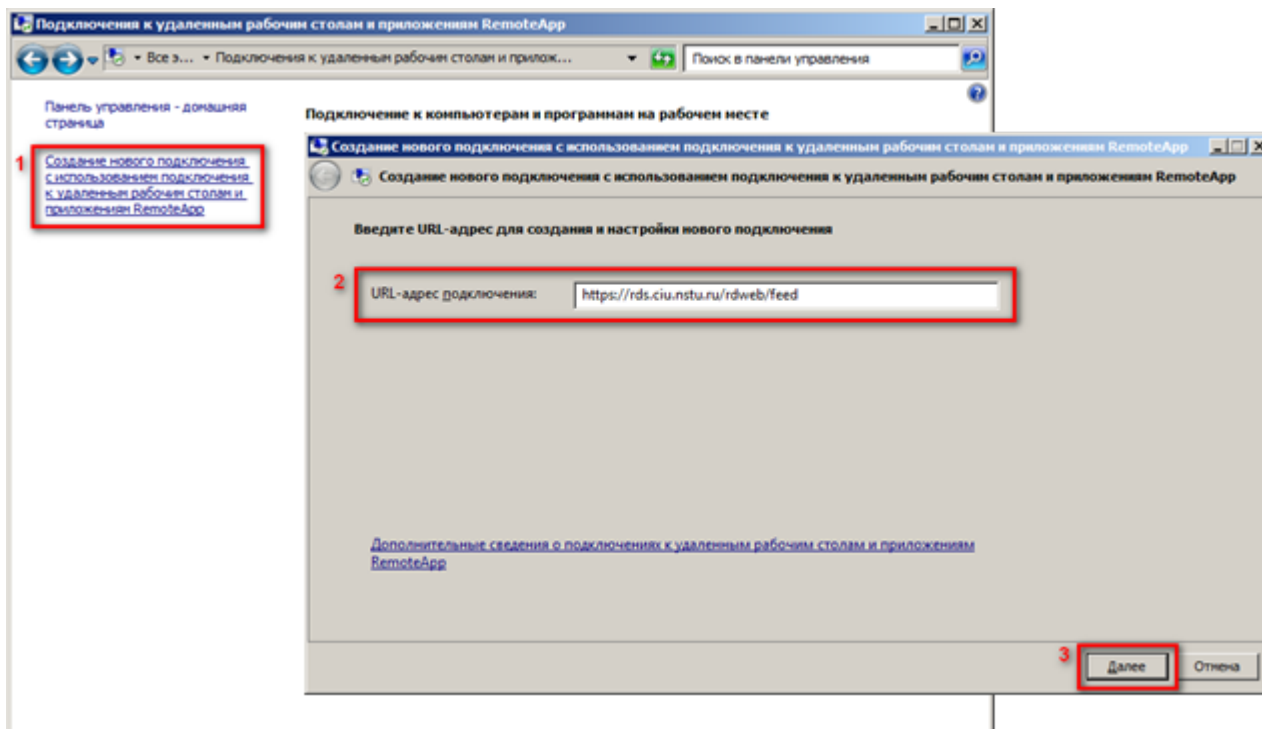 Подключения к удаленным рабочим столам и приложениям RemoteApp
Все э... Подключения к удаленным рабочим столам и прилож...
Поиск в панели управления
Панель управления - домашняя
страница
Подключение к компьютерам и программам на рабочем месте
1
Создание нового подключения
с использованием подключения
к удаленным рабочим столам и
приложениям RemoteApp
Создание нового подключения с использованием подключения к удаленным рабочим столам и приложениям RemoteApp
Создание нового подключения с использованием подключения к удаленным рабочим столам и приложениям RemoteApp
Введите URL-адрес для создания и настройки нового подключения
2
URL-адрес подключения:
https://rds.ciu.nstu.ru/rdweb/feed
Дополнительные сведения о подключениях к удаленным рабочим столам и приложениям
RemoteApp
3
Далее
Отмена